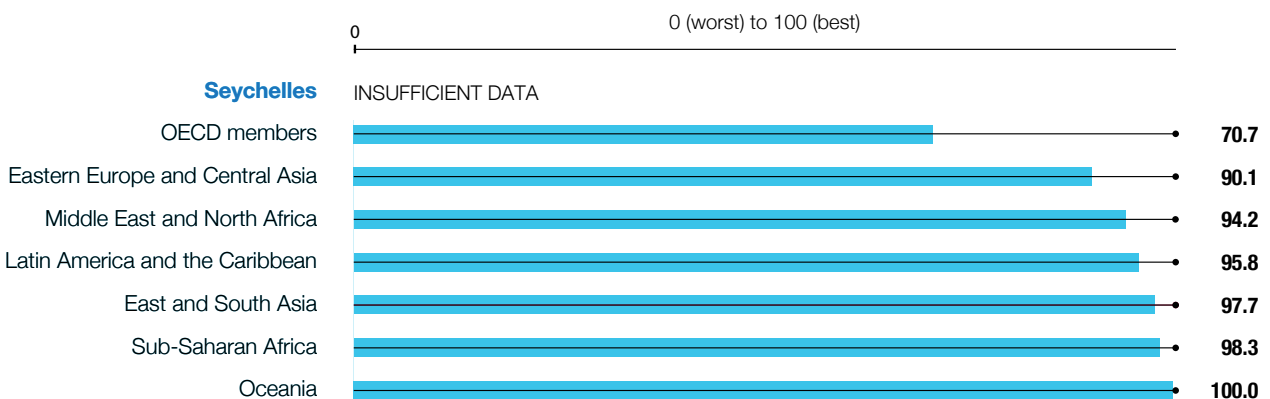 0 (worst) to 100 (best)
0
Seychelles INSUFFICIENT DATA
OECD members 70.7
Eastern Europe and Central Asia 90.1
Middle East and North Africa 94.2
Latin America and the Caribbean 95.8
East and South Asia 97.7
Sub-Saharan Africa 98.3
Oceania 100.0